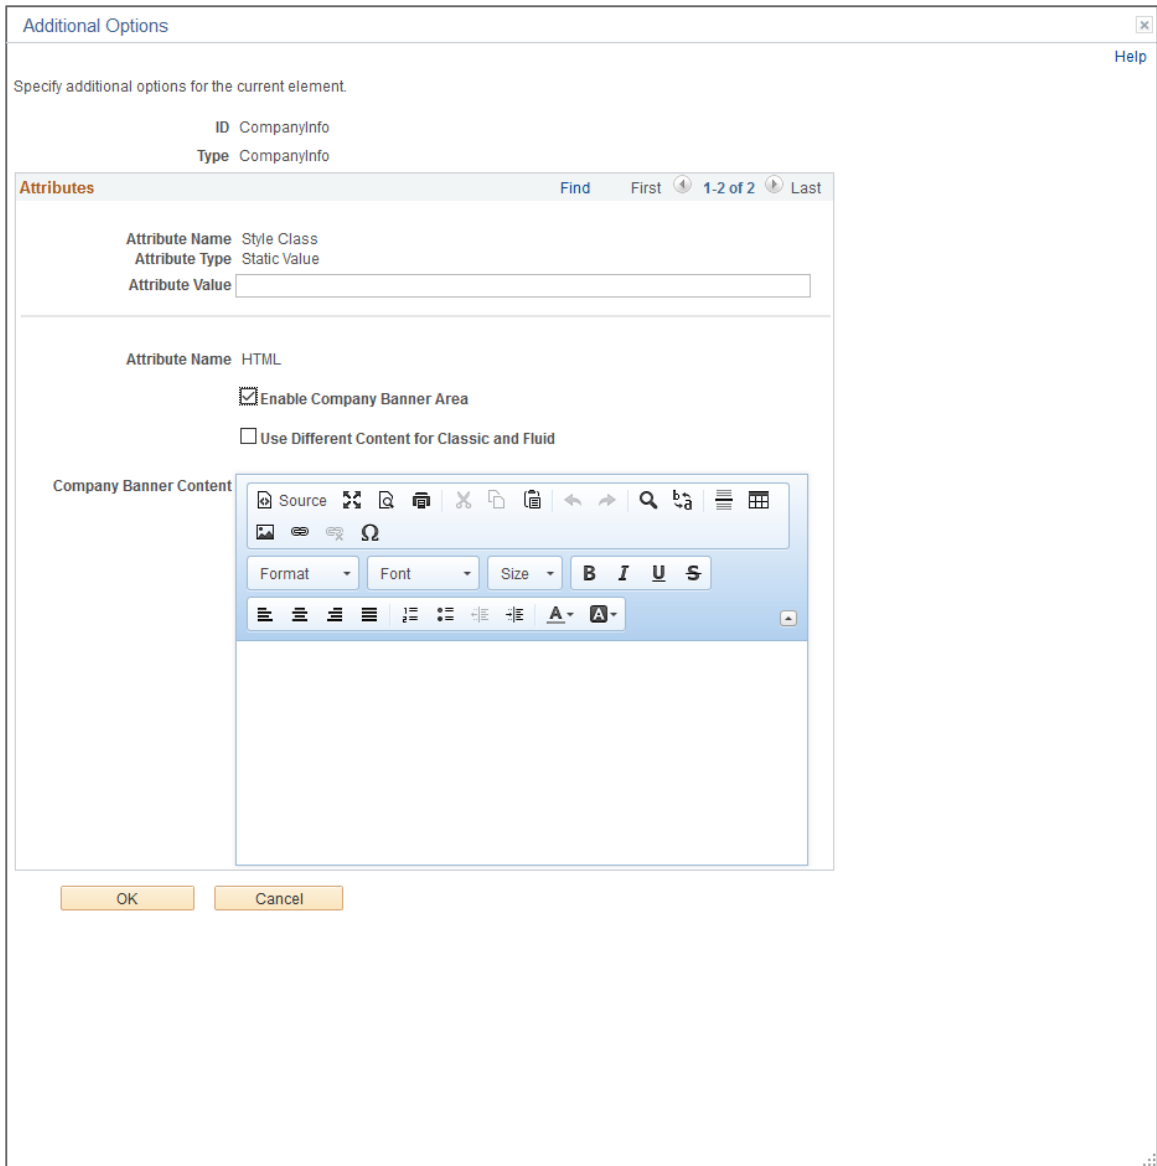 Additional Options
Help
Specify additional options for the current element.
ID CompanyInfo
Type CompanyInfo
Attributes Find First 1-2 of 2 Last
Attribute Name Style Class
Attribute Type Static Value
Attribute Value
Attribute Name HTML
Enable Company Banner Area
Use Different Content for Classic and Fluid
Company Banner Content
Source
Format Font Size B I U S
A A
OK Cancel